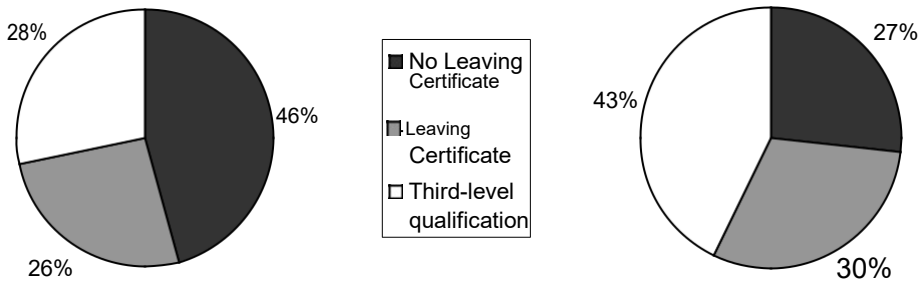 28%
46%
26%
No Leaving
Certificate
Leaving
Certificate
Third-level
qualification
27%
43%
30%